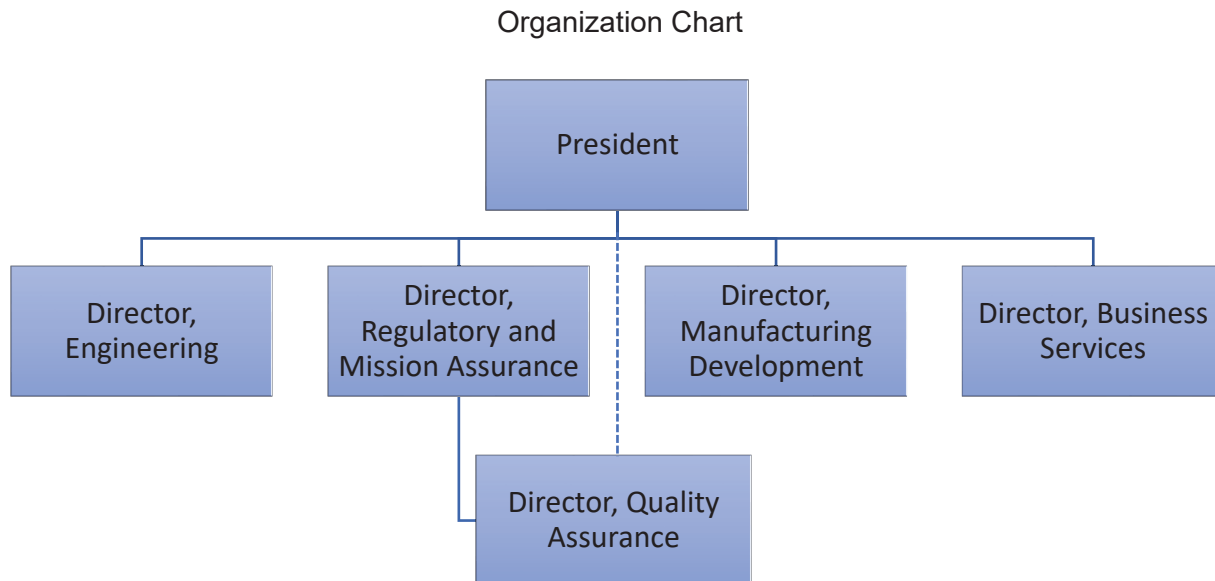 Organization Chart
President
Director,
Engineering
Director,
Regulatory and
Mission Assurance
Director,
Manufacturing
Development
Director, Business
Services
Director, Quality
Assurance